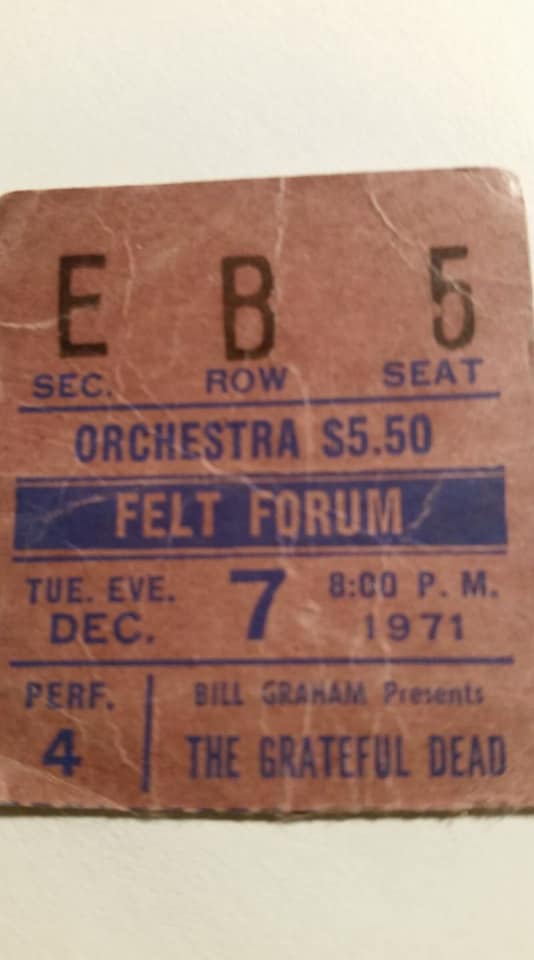 E B 5
SEC. ROW SEAT
ORCHESTRA $5.50
FELT FORUM
TUE. EVE. 7 8:00 P. M.
DEC. 1971
PERF. BILL GRAHAM Presents
4 THE GRATEFUL DEAD